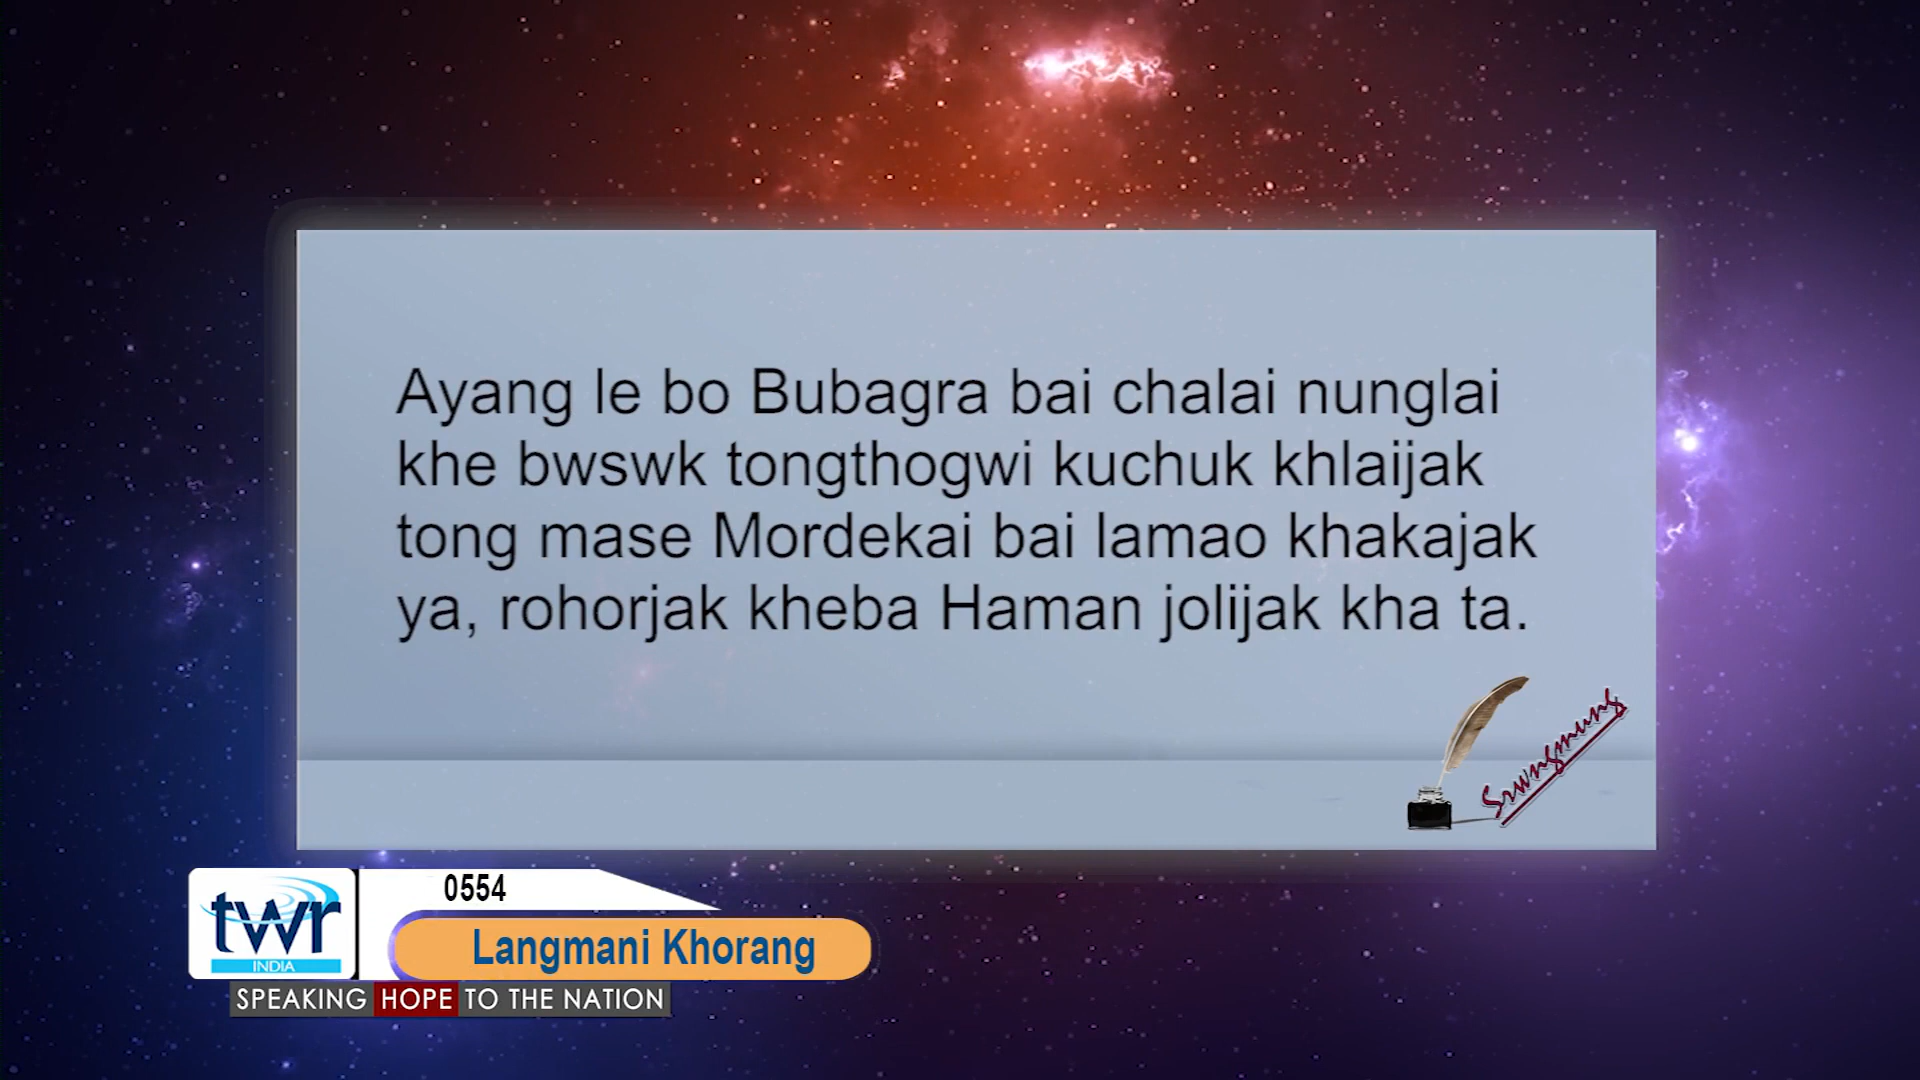 Ayang le bo Bubagra bai chalai nunglai
khe bwswk tongthogwi kuchuk khlaijak
tong mase Mordekai bai lamao khakajak
ya, rohorjak kheba Haman jolijak kha ta.
Srwngmung
0554
twr
INDIA
Langmani Khorang
SPEAKING HOPE TO THE NATION